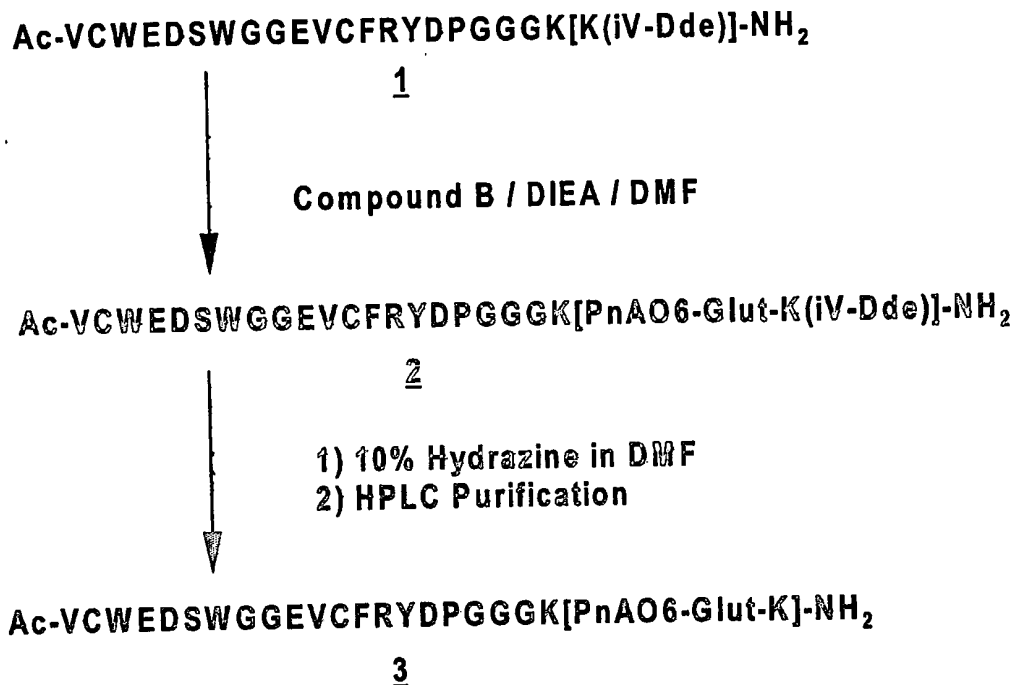 Ac-VCWEDSWGGEVCFRYDPGGGK[K(iV-Dde)]-NH2
1
Compound B / DIEA / DMF
Ac-VCWEDSWGGEVCFRYDPGGGK[PnAO6-Glut-K(iV-Dde)]-NH2
2
1) 10% Hydrazine in DMF
2) HPLC Purification
Ac-VCWEDSWGGEVCFRYDPGGGK[PnAO6-Glut-K]-NH2
3